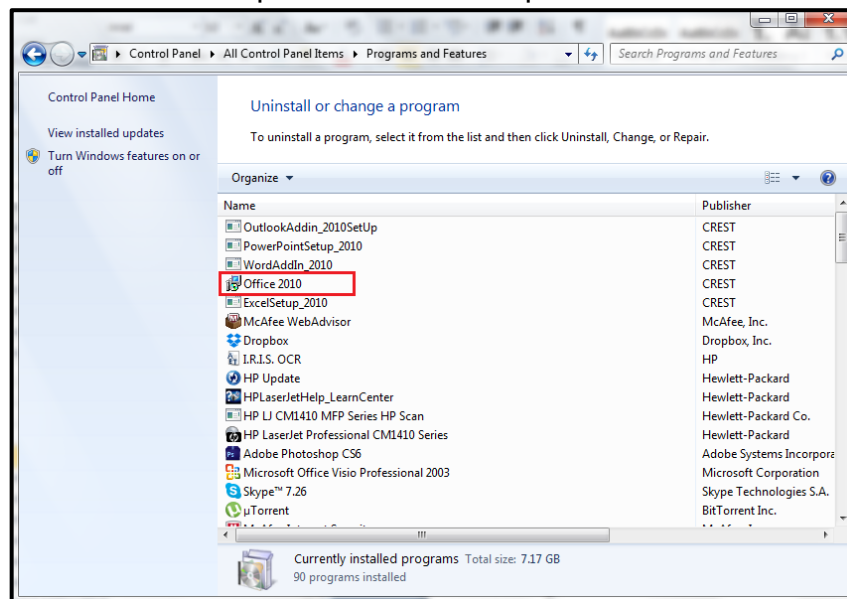 Control Panel ▸ All Control Panel Items ▸ Programs and Features
Search Programs and Features
Control Panel Home
View installed updates
Turn Windows features on or
off
Uninstall or change a program
To uninstall a program, select it from the list and then click Uninstall, Change, or Repair.
Organize
Name Publisher
OutlookAddin_2010SetUp CREST
PowerPointSetup_2010 CREST
WordAddIn_2010 CREST
Office 2010 CREST
ExcelSetup_2010 CREST
McAfee WebAdvisor McAfee, Inc.
Dropbox Dropbox, Inc.
I.R.I.S. OCR HP
HP Update Hewlett-Packard
HPLaserJetHelp_LearnCenter Hewlett-Packard
HP LJ CM1410 MFP Series HP Scan Hewlett-Packard Co.
HP LaserJet Professional CM1410 Series Hewlett-Packard
Adobe Photoshop CS6 Adobe Systems Incorpora
Microsoft Office Visio Professional 2003 Microsoft Corporation
Skype™ 7.26 Skype Technologies S.A.
µTorrent BitTorrent Inc.
Currently installed programs Total size: 7.17 GB
90 programs installed